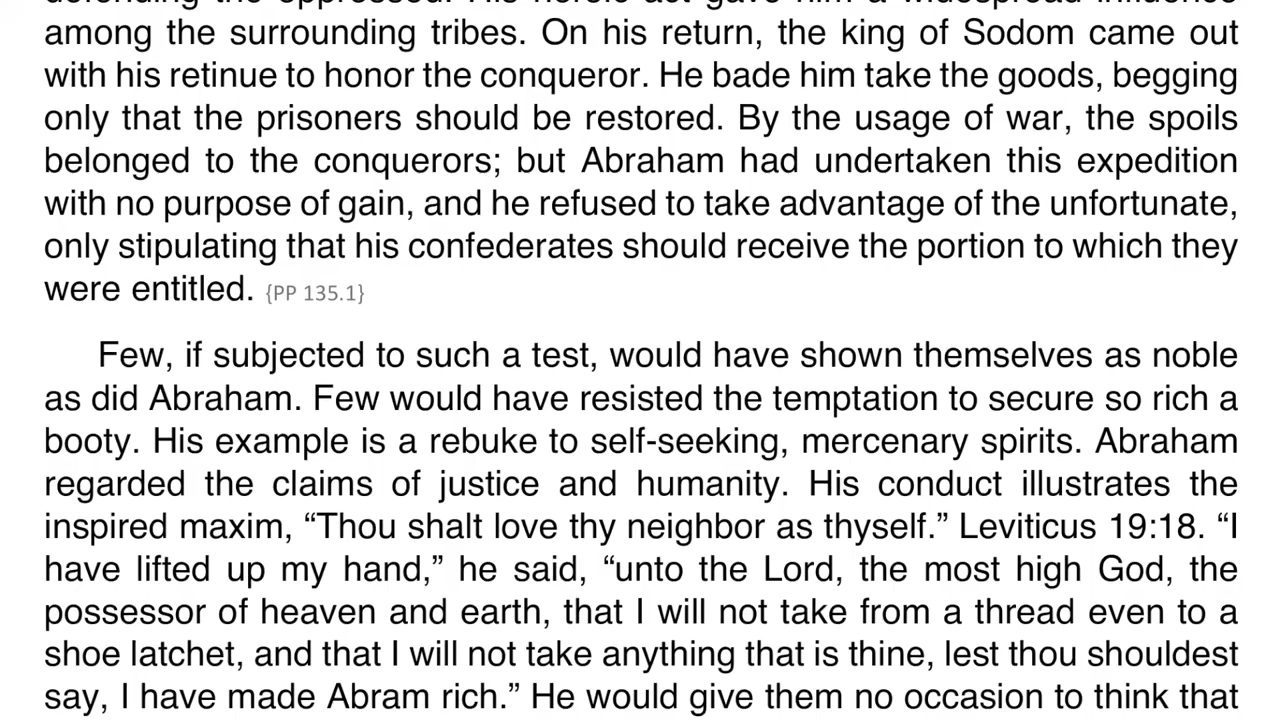 defending the oppressed. His heroic act gave him a widespread influence
among the surrounding tribes. On his return, the king of Sodom came out
with his retinue to honor the conqueror. He bade him take the goods, begging
only that the prisoners should be restored. By the usage of war, the spoils
belonged to the conquerors; but Abraham had undertaken this expedition
with no purpose of gain, and he refused to take advantage of the unfortunate,
only stipulating that his confederates should receive the portion to which they
were entitled. {PP 135.1}
Few, if subjected to such a test, would have shown themselves as noble
as did Abraham. Few would have resisted the temptation to secure so rich a
booty. His example is a rebuke to self-seeking, mercenary spirits. Abraham
regarded the claims of justice and humanity. His conduct illustrates the
inspired maxim, “Thou shalt love thy neighbor as thyself.” Leviticus 19:18. “I
have lifted up my hand,” he said, “unto the Lord, the most high God, the
possessor of heaven and earth, that I will not take from a thread even to a
shoe latchet, and that I will not take anything that is thine, lest thou shouldest
say, I have made Abram rich.” He would give them no occasion to think that